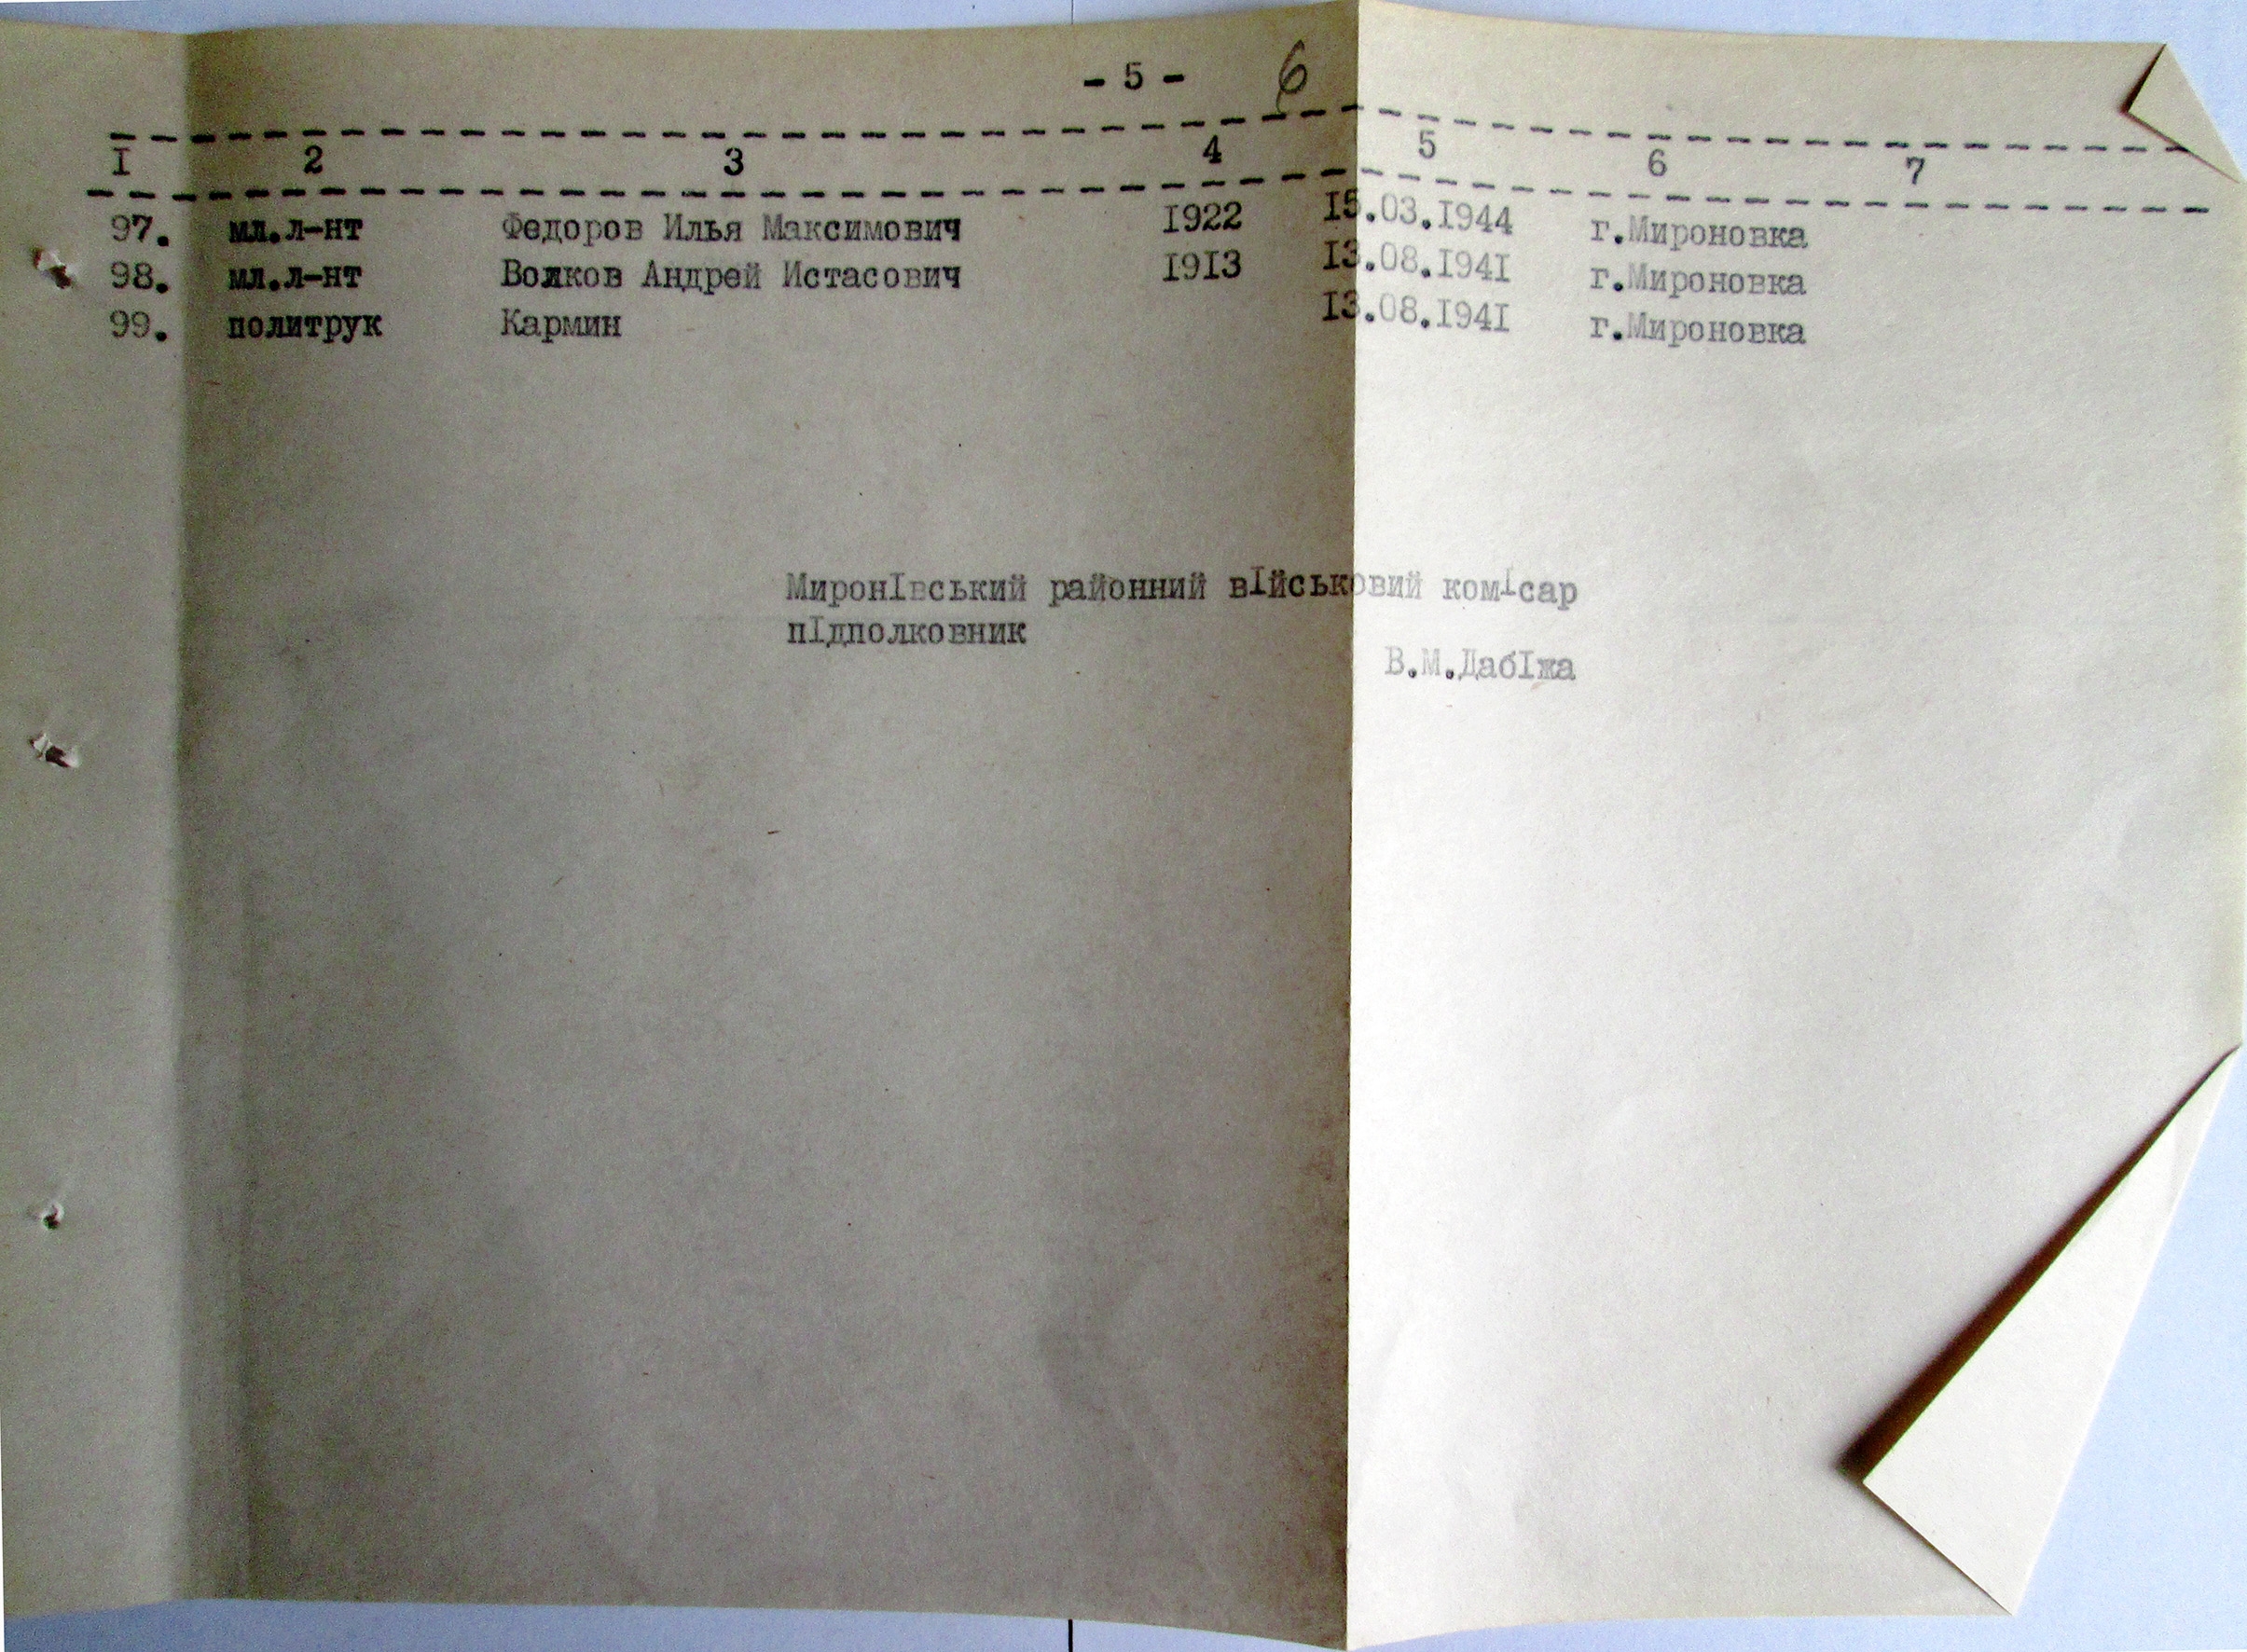 - 5 - 6
I 2 3 4 5 6 7
97. мл.л-нт Федоров Илья Максимович 1922 15.03.1944 г.Мироновка
98. мл.л-нт Волков Андрей Истасович 1913 13.08.1941 г.Мироновка
99. политрук Кармин 13.08.1941 г.Мироновка
Миронівський районний військовий комісар
підполковник
В.М.Дабіжа